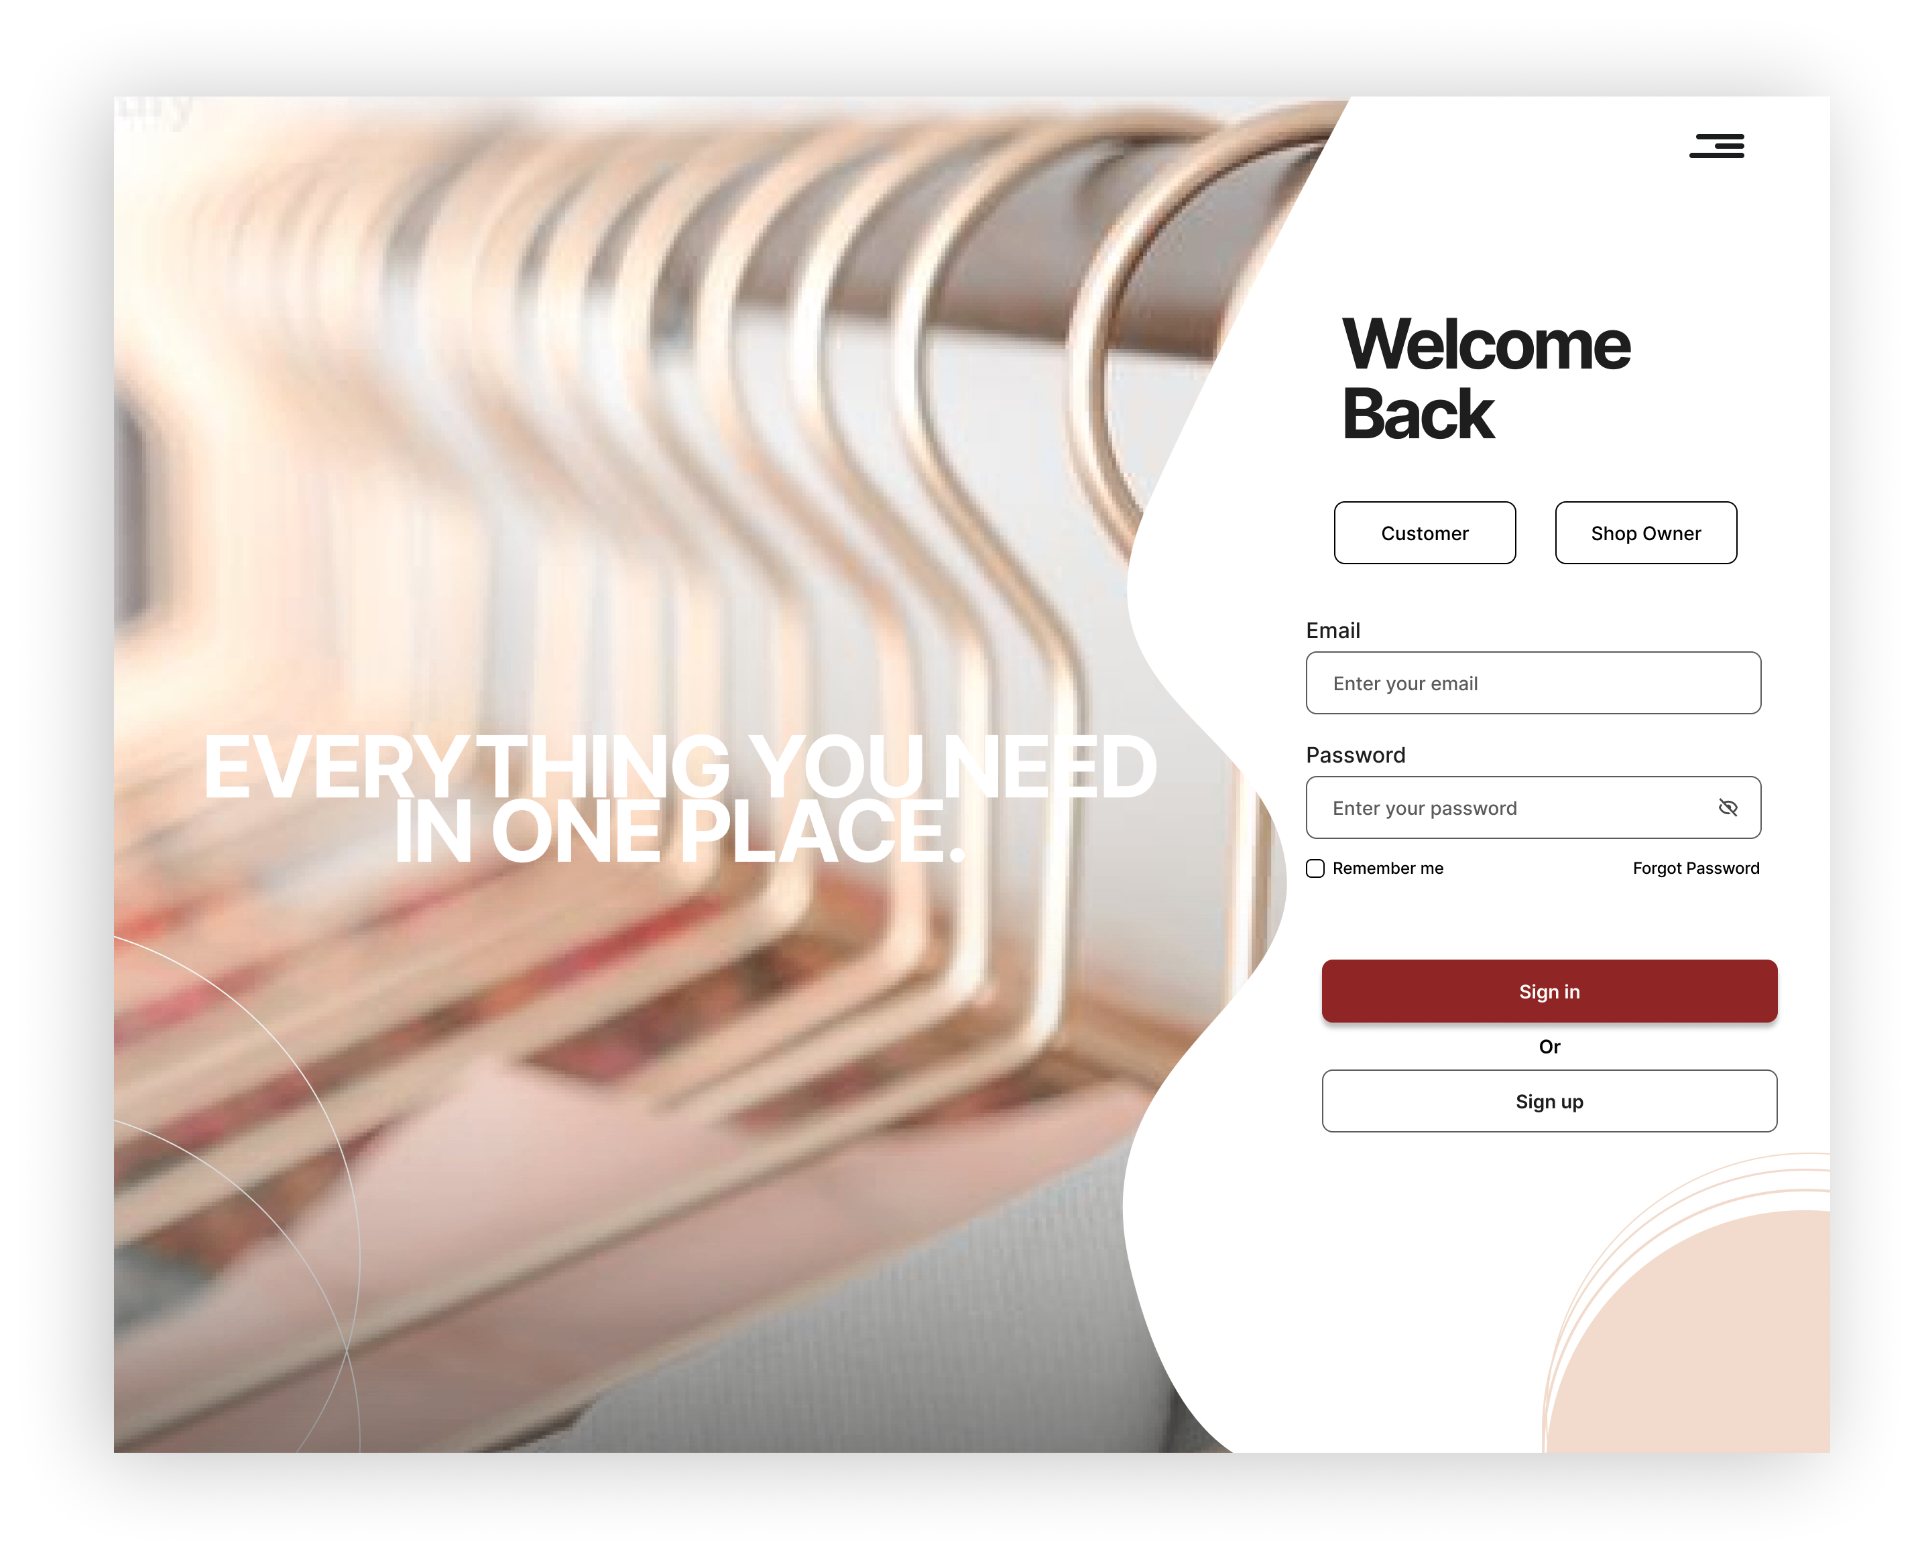 EVERYTHING YOU NEED
IN ONE PLACE.
Welcome
Back
Customer
Shop Owner
Email
Enter your email
Password
Enter your password
Remember me
Forgot Password
Sign in
Or
Sign up